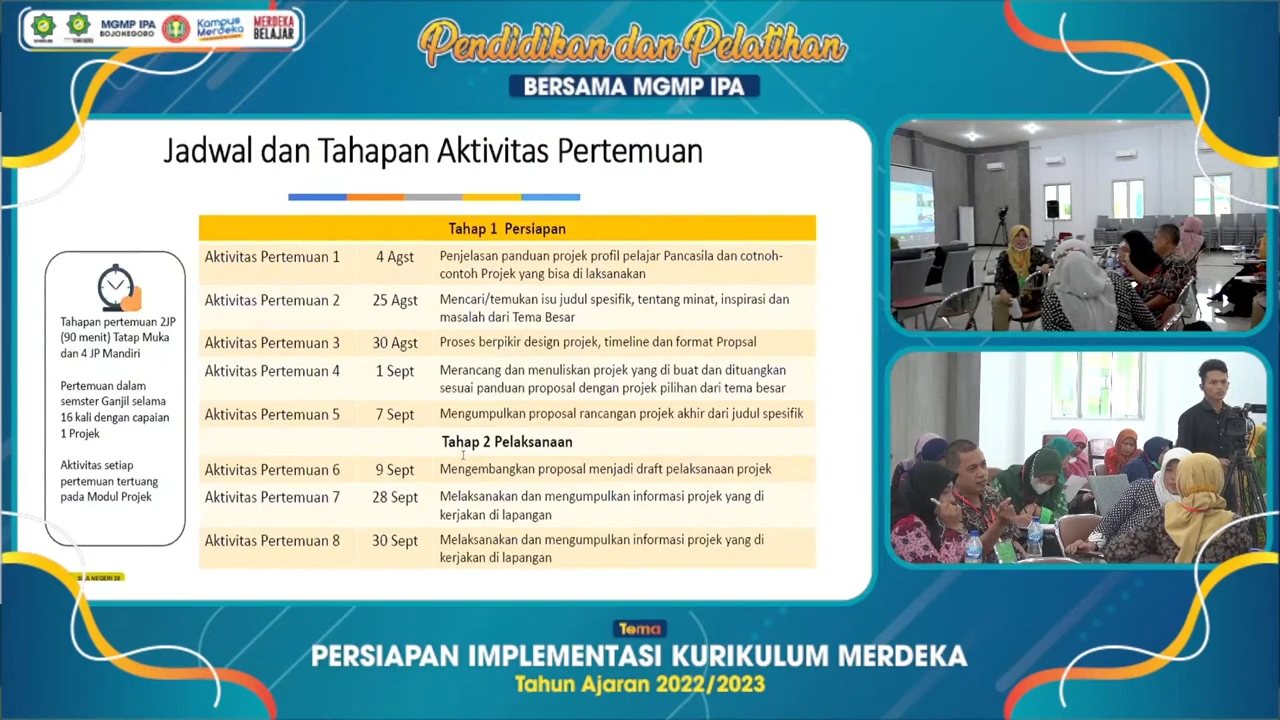 MGMP IPA
BOJONEGORO
Kampus
Merdeka
MERDEKA
BELAJAR
Pendidikan dan Pelatihan
BERSAMA MGMP IPA
Jadwal dan Tahapan Aktivitas Pertemuan
Tahapan pertemuan 2JP
(90 menit) Tatap Muka
dan 4 JP Mandiri
Pertemuan dalam
semster Ganjil selama
16 kali dengan capaian
1 Projek
Aktivitas setiap
pertemuan tertuang
pada Modul Projek
Tahap 1 Persiapan
Aktivitas Pertemuan 1 4 Agst Penjelasan panduan projek profil pelajar Pancasila dan cotnoh-
contoh Projek yang bisa di laksanakan
Aktivitas Pertemuan 2 25 Agst Mencari/temukan isu judul spesifik, tentang minat, inspirasi dan
masalah dari Tema Besar
Aktivitas Pertemuan 3 30 Agst Proses berpikir design projek, timeline dan format Propsal
Aktivitas Pertemuan 4 1 Sept Merancang dan menuliskan projek yang di buat dan dituangkan
sesuai panduan proposal dengan projek pilihan dari tema besar
Aktivitas Pertemuan 5 7 Sept Mengumpulkan proposal rancangan projek akhir dari judul spesifik
Tahap 2 Pelaksanaan
Aktivitas Pertemuan 6 9 Sept Mengembangkan proposal menjadi draft pelaksanaan projek
Aktivitas Pertemuan 7 28 Sept Melaksanakan dan mengumpulkan informasi projek yang di
kerjakan di lapangan
Aktivitas Pertemuan 8 30 Sept Melaksanakan dan mengumpulkan informasi projek yang di
kerjakan di lapangan
NEGERI 28
Tema
PERSIAPAN IMPLEMENTASI KURIKULUM MERDEKA
Tahun Ajaran 2022/2023